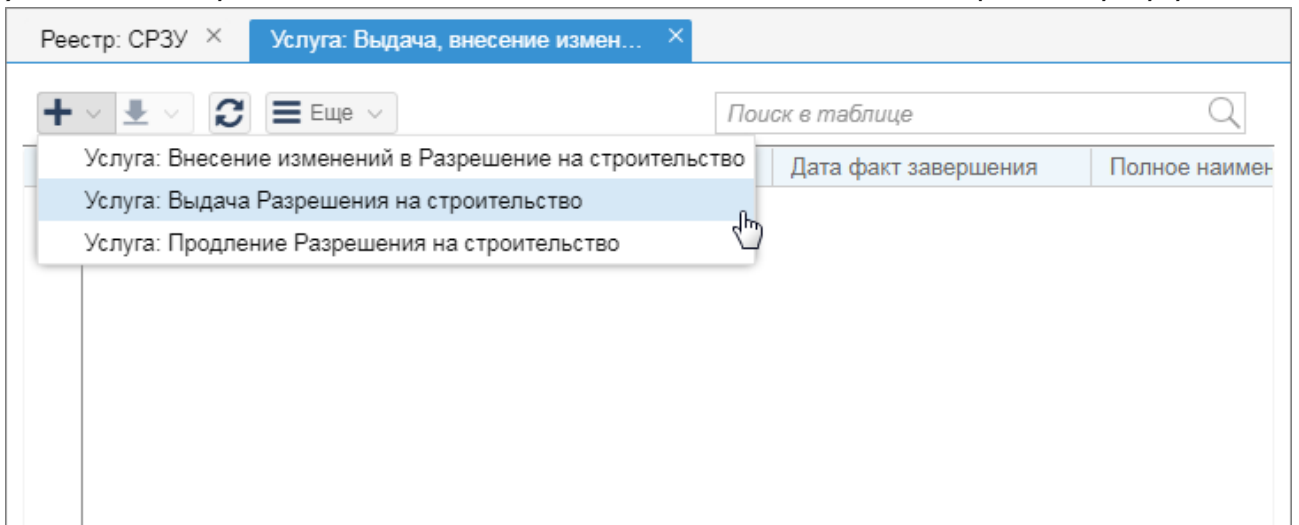 Реестр: СРЗУ
Услуга: Выдача, внесение измен...
Еще
Поиск в таблице
Услуга: Внесение изменений в Разрешение на строительство
Дата факт завершения
Полное наимен
Услуга: Выдача Разрешения на строительство
Услуга: Продление Разрешения на строительство